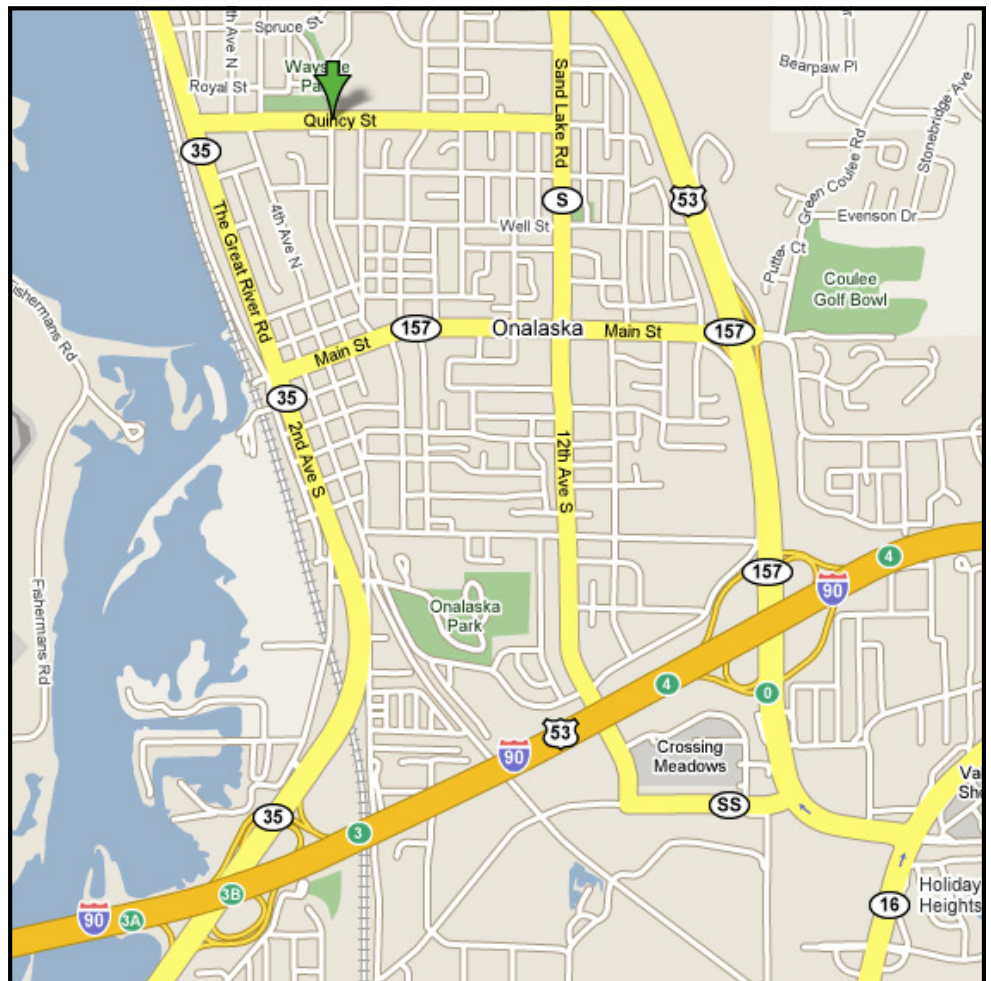 Spruce St
4th Ave N
Royal St
Quincy St
35
The Great River Rd
4th Ave N
Sand Lake Rd
S
Well St
53
Bearpaw Pl
Green Coulee Rd
Stonebridge Ave
Evenson Dr
Putter Ct
Coulee
Golf Bowl
Fishermans Rd
Main St
157
Onalaska
Main St
157
35
2nd Ave S
12th Ave S
Onalaska
Park
157
4
90
Fishermans Rd
4
0
53
90
Crossing
Meadows
SS
35
3
3B
3A
90
16
Holiday
Heights